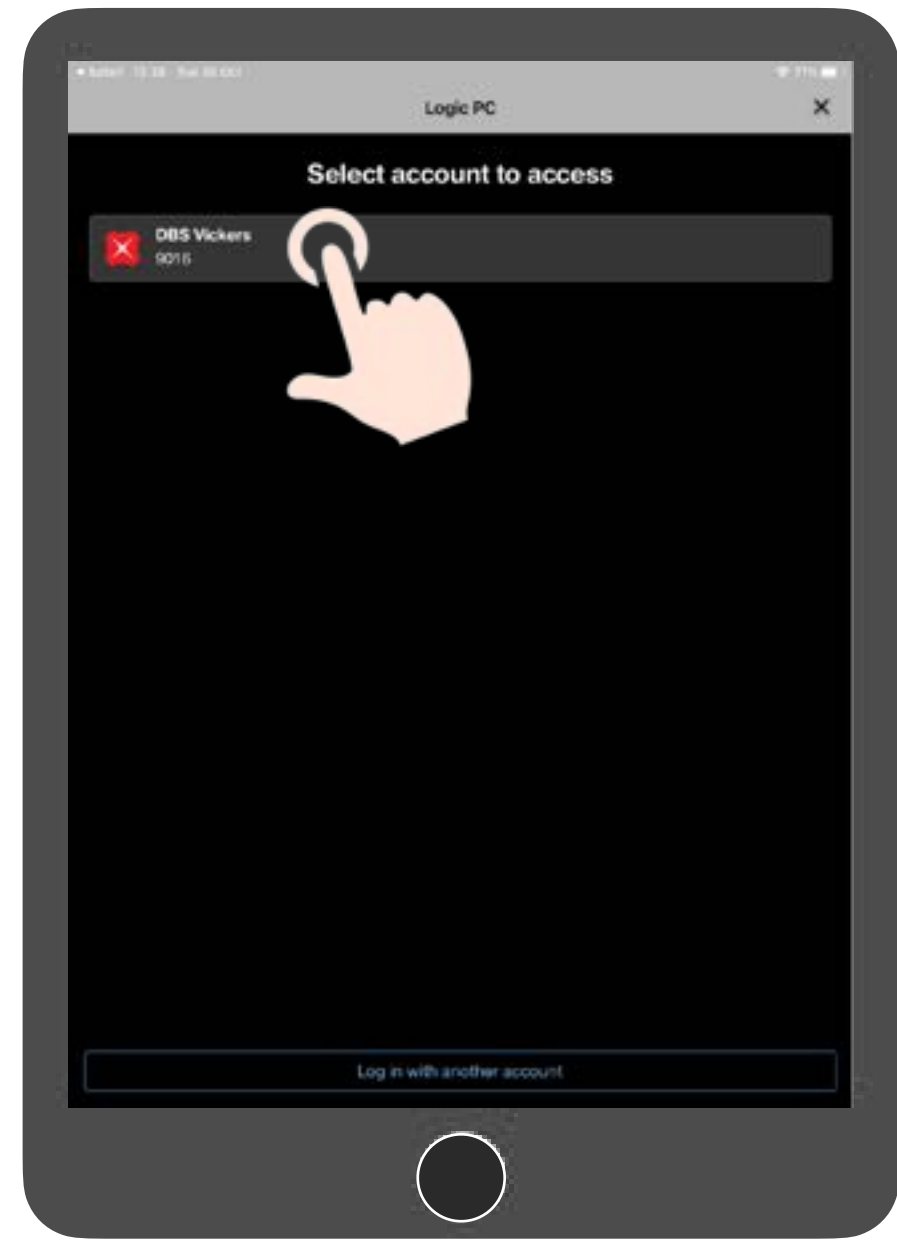 Logic PC
Select account to access
DBS Vickers
9016
Log in with another account